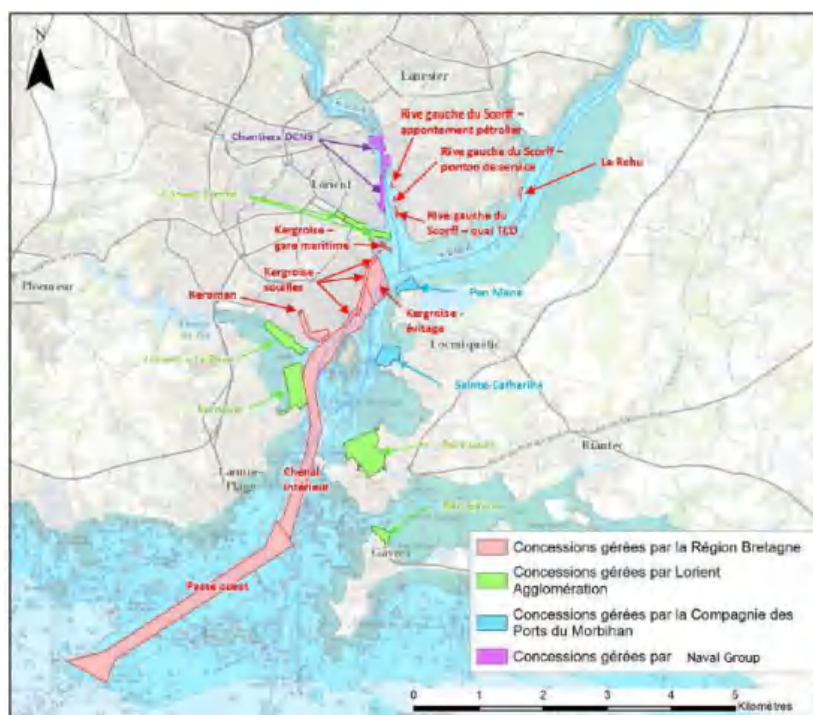 N
Lanester
Rive gauche du Scorff –
appontement pétrolier
Chantiers DCNS
Rive gauche du Scorff –
ponton de service
Le Rohu
Lorient
Rive gauche du
Scorff – quai TCD
Kergroise –
gare maritime
Kergroise -
souilles
Ploemeur
Keroman
Pen Mané
Kergroise -
évitage
Locmiquélic
Sainte-Catherine
Kernevel
Riantec
Larmor-
Plage
Chenal
intérieur
Gavres
Passe ouest
Concessions gérées par la Région Bretagne
Concessions gérées par Lorient
Agglomération
Concessions gérées par la Compagnie des
Ports du Morbihan
Concessions gérées par Naval Group
0 1 2 3 4 5
Kilomètres